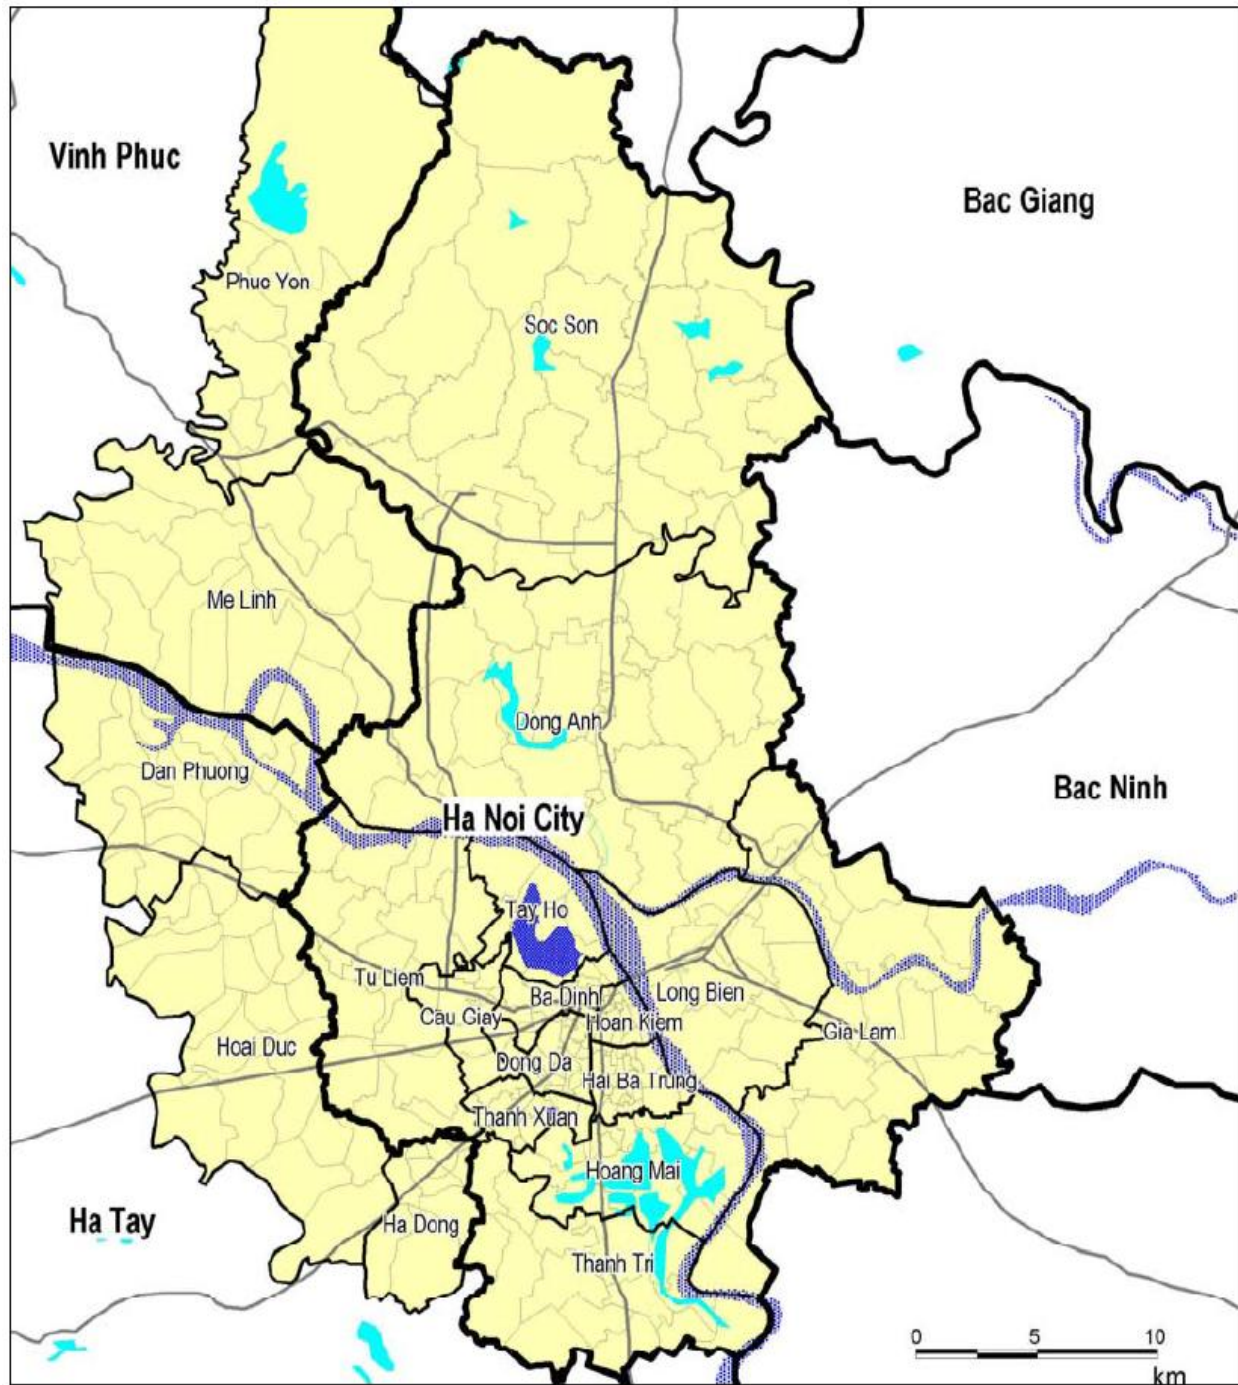 Vinh Phuc
Bac Giang
Phuc Yon
Soc Son
Me Linh
Dong Anh
Dan Phuong
Bac Ninh
Ha Noi City
Tay Ho
Tu Liem
Ba Dinh
Long Bien
Cau Giay
Hoan Kiem
Gia Lam
Hoai Duc
Dong Da
Hai Ba Trung
Thanh Xuan
Hoang Mai
Ha Tay
Ha Dong
Thanh Tri
0 5 10
km